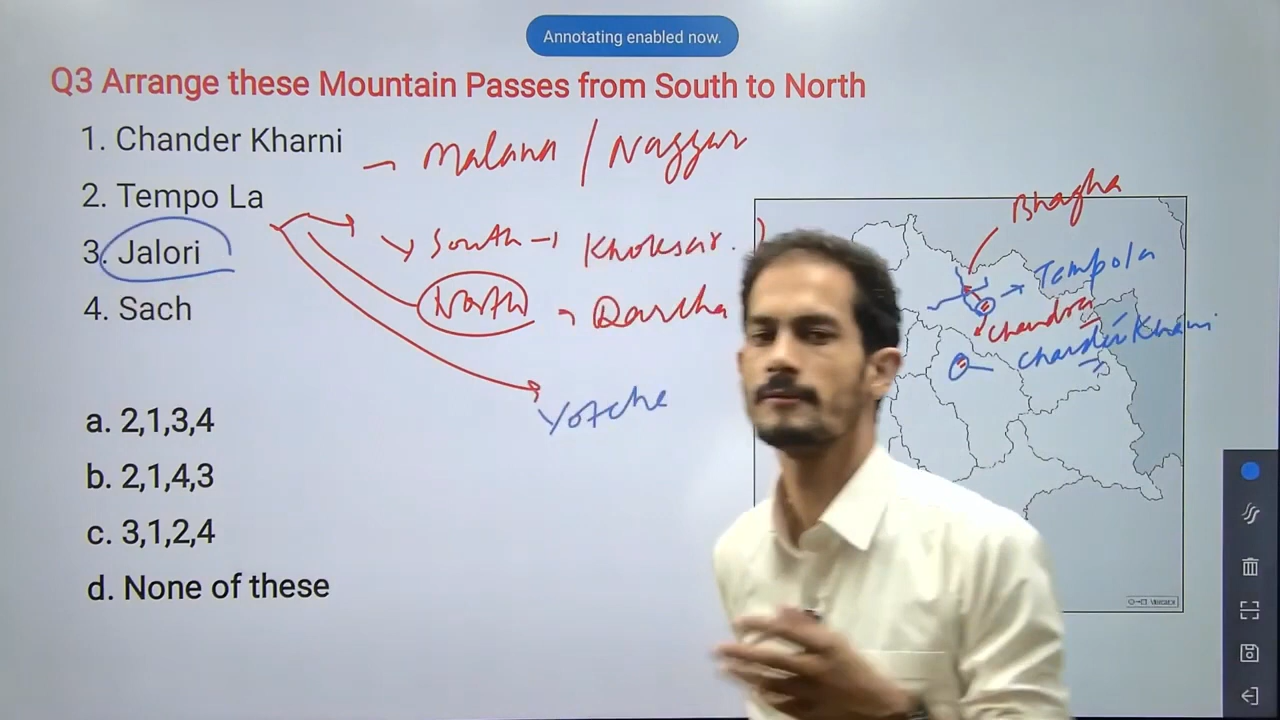 Annotating enabled now.
Q3 Arrange these Mountain Passes from South to North
1. Chander Kharni
Malana / Naggar
2. Tempo La
South → Khoksar.
3. Jalori
North → Darcha
4. Sach
Yotche
a. 2,1,3,4
b. 2,1,4,3
c. 3,1,2,4
d. None of these
Bhagha
Tempola
Chandra
Chander Khani